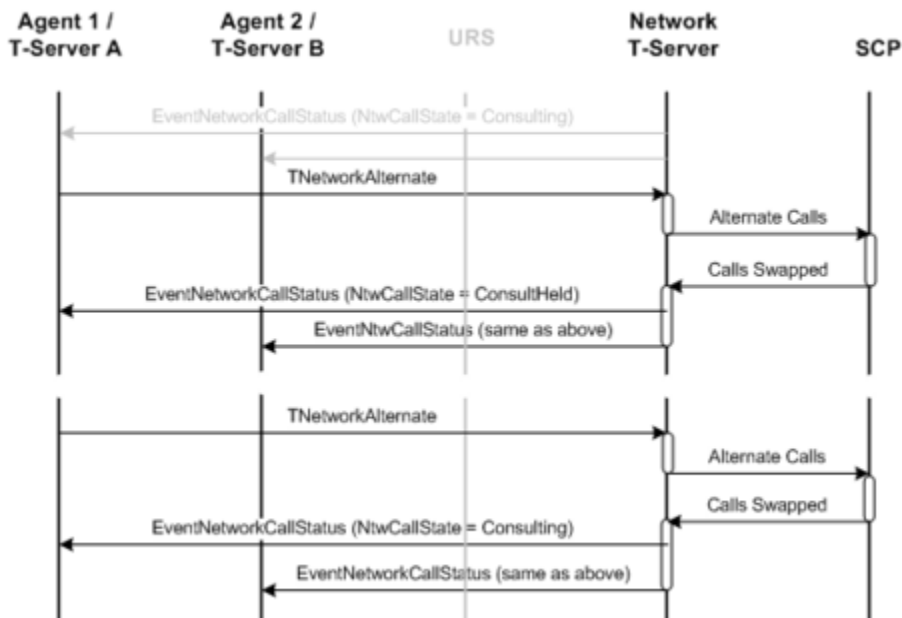 Agent 1 /
T-Server A
Agent 2 /
T-Server B
URS
Network
T-Server
SCP
EventNetworkCallStatus (NtwCallState = Consulting)
TNetworkAlternate
Alternate Calls
Calls Swapped
EventNetworkCallStatus (NtwCallState = ConsultHeld)
EventNtwCallStatus (same as above)
TNetworkAlternate
Alternate Calls
Calls Swapped
EventNetworkCallStatus (NtwCallState = Consulting)
EventNetworkCallStatus (same as above)